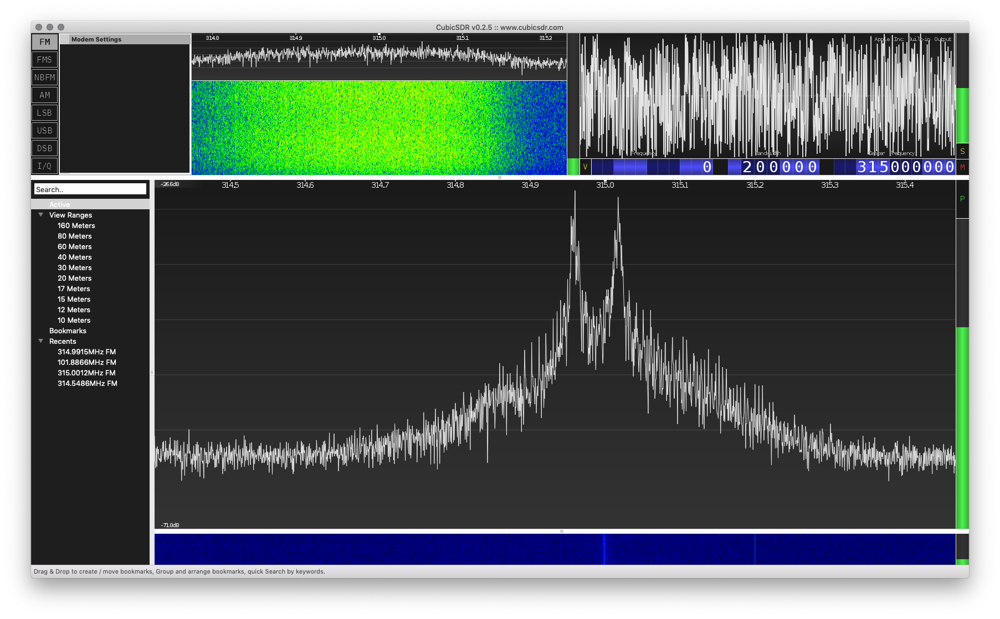 CubicSDR v0.2.5 :: www.cubicsdr.com
FM
FMS
NBFM
AM
LSB
USB
DSB
I/Q
Modem Settings
314.8 314.9 315.0 315.1 315.2
Apple Inc: Built-in Output
Frequency Bandwidth Center Frequency
V 0 200000 315000000
S
M
P
Search..
Active
View Ranges
160 Meters
80 Meters
60 Meters
40 Meters
30 Meters
20 Meters
17 Meters
15 Meters
12 Meters
10 Meters
Bookmarks
Recents
314.9915MHz FM
101.8866MHz FM
315.0012MHz FM
314.5486MHz FM
-26.6dB 314.5 314.6 314.7 314.8 314.9 315.0 315.1 315.2 315.3 315.4
-71.0dB
Drag & Drop to create / move bookmarks, Group and arrange bookmarks, quick Search by keywords.